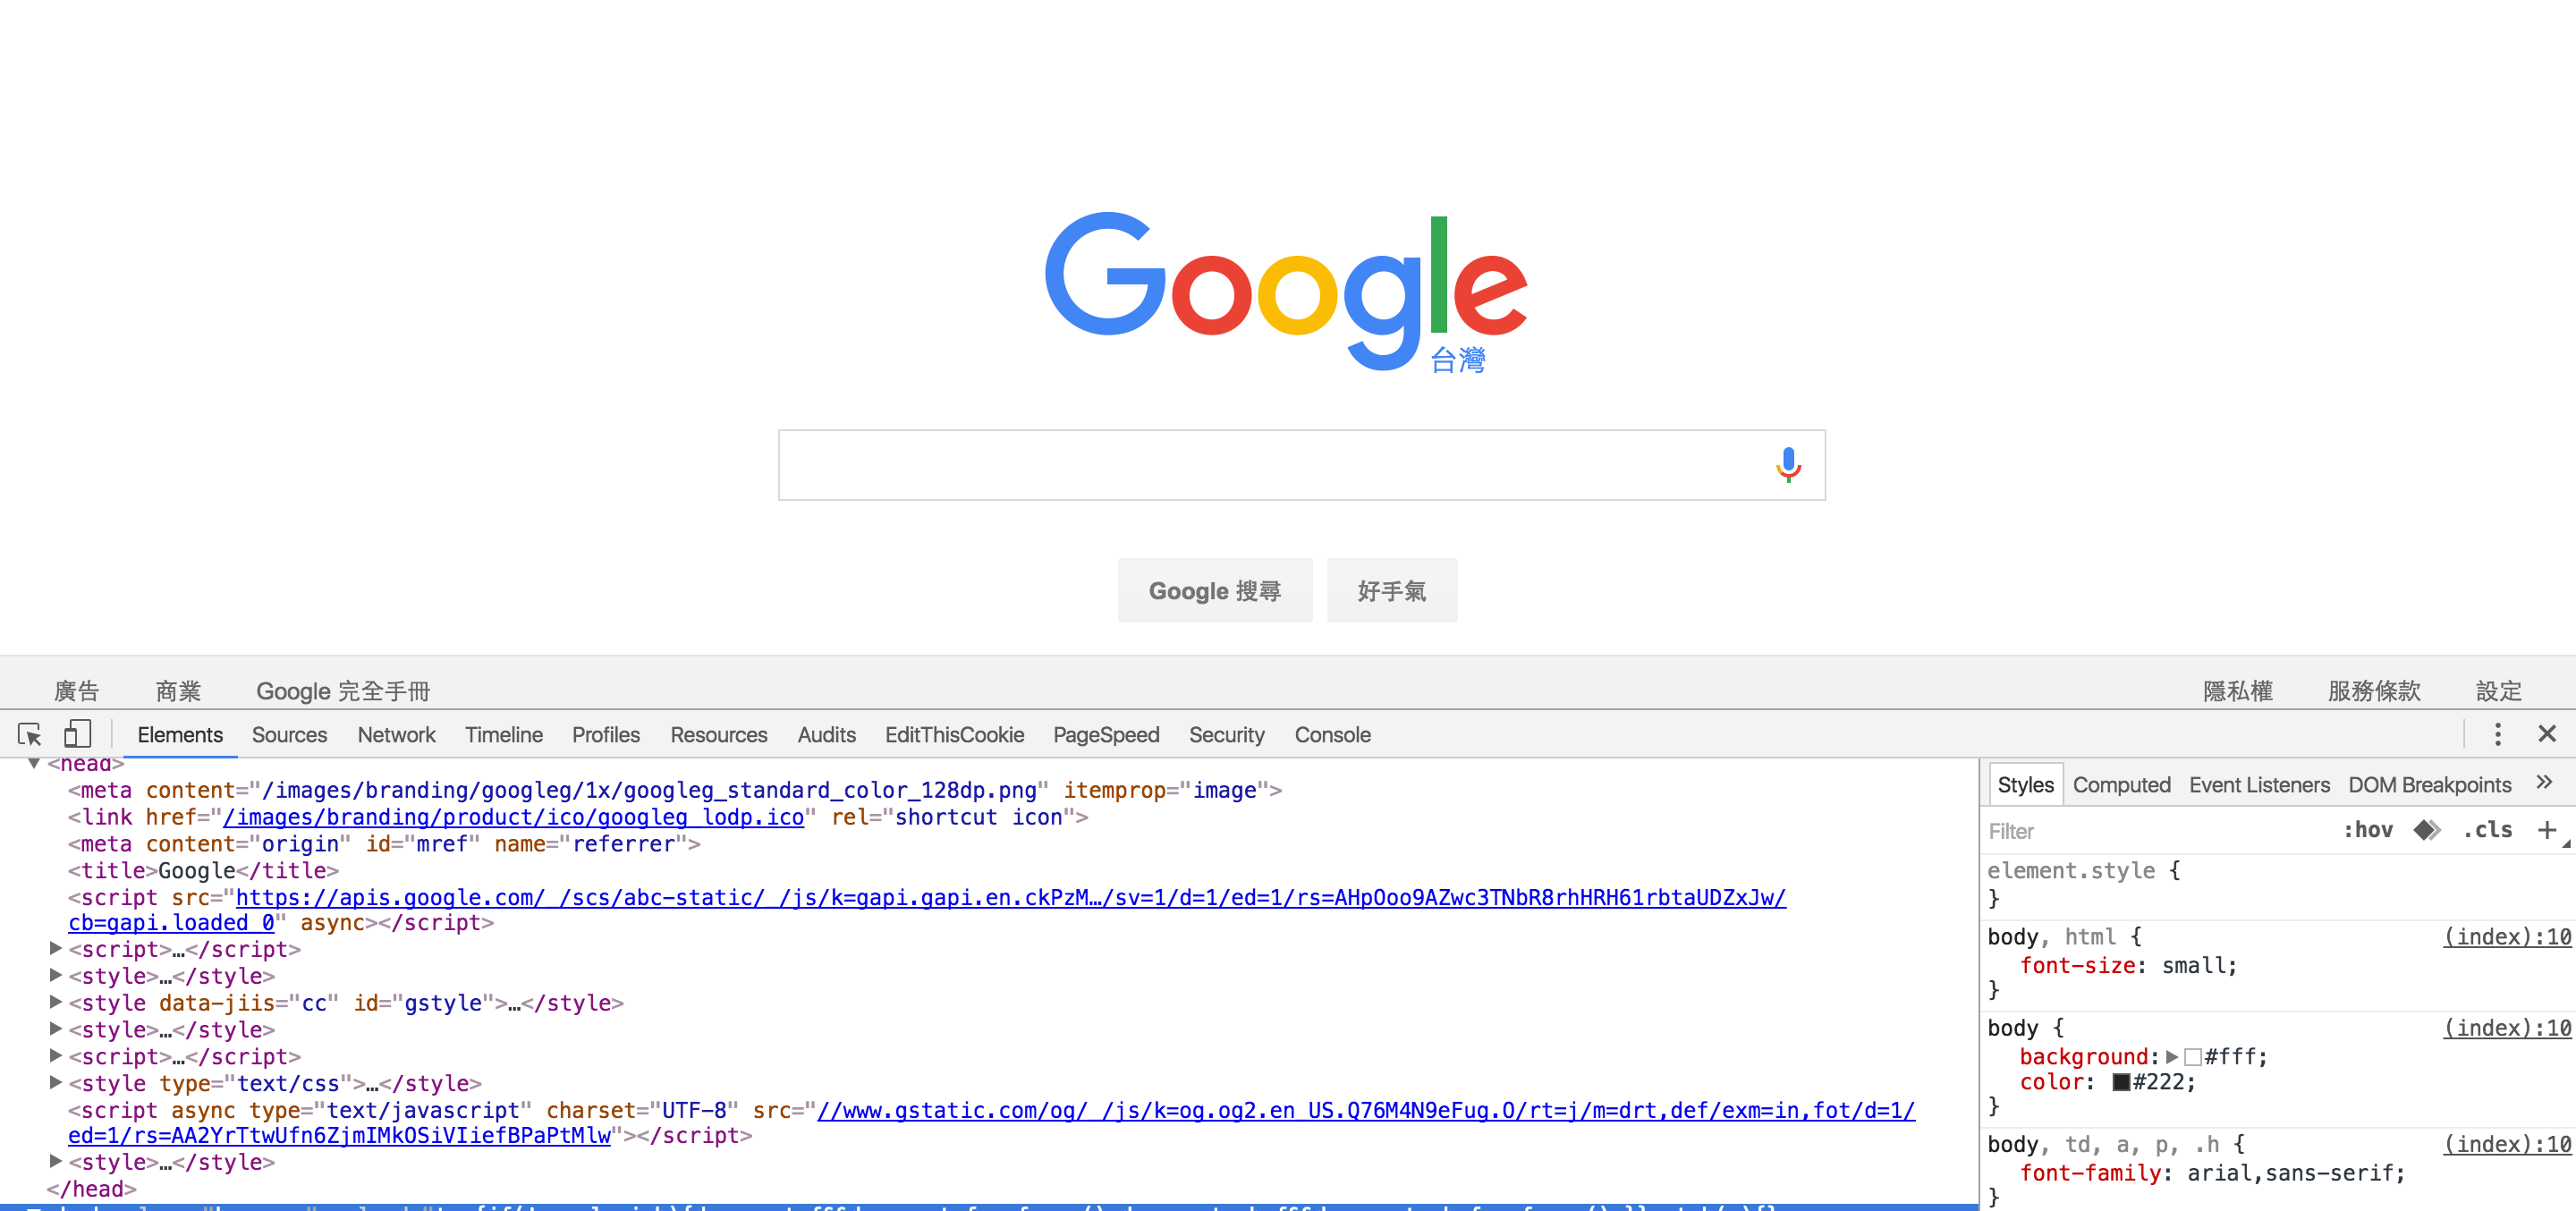 Google
台灣
Google 搜尋 好手氣
廣告 商業 Google 完全手冊 隱私權 服務條款 設定
Elements Sources Network Timeline Profiles Resources Audits EditThisCookie PageSpeed Security Console
<head>
<meta content="/images/branding/googleg/1x/googleg_standard_color_128dp.png" itemprop="image">
<link href="/images/branding/product/ico/googleg_lodp.ico" rel="shortcut icon">
<meta content="origin" id="mref" name="referrer">
<title>Google</title>
<script src="https://apis.google.com/_/scs/abc-static/_/js/k=gapi.gapi.en.ckPzM…/sv=1/d=1/ed=1/rs=AHpOoo9AZwc3TNbR8rhHRH61rbtaUDZxJw/
cb=gapi.loaded_0" async></script>
<script>…</script>
<style>…</style>
<style data-jiis="cc" id="gstyle">…</style>
<style>…</style>
<script>…</script>
<style type="text/css">…</style>
<script async type="text/javascript" charset="UTF-8" src="//www.gstatic.com/og/_/js/k=og.og2.en_US.Q76M4N9eFug.O/rt=j/m=drt,def/exm=in,fot/d=1/
ed=1/rs=AA2YrTtwUfn6ZjmIMkOSiVIiefBPaPtMlw"></script>
<style>…</style>
</head>
Styles Computed Event Listeners DOM Breakpoints »
Filter :hov .cls +
element.style {
}
body, html { (index):10
font-size: small;
}
body { (index):10
background: #fff;
color: #222;
}
body, td, a, p, .h { (index):10
font-family: arial,sans-serif;
}